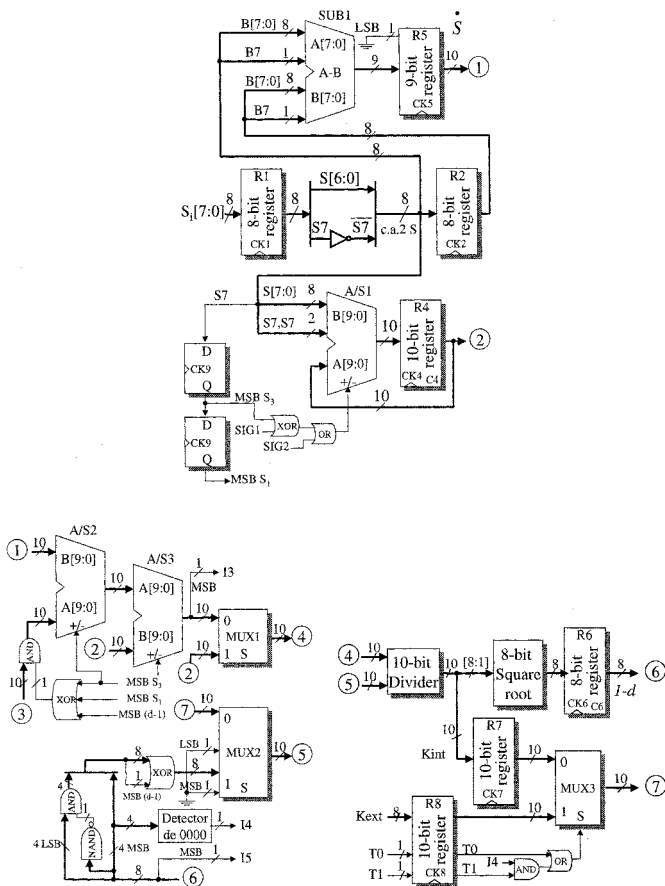 SUB1
B[7:0] 8
A[7:0]
LSB 1
R5
Ṡ
B7 1
A-B
9
9-bit register
10
1
B[7:0] 8
B[7:0]
CK5
B7 1
8
8
R1
S[6:0]
R2
Si[7:0] 8
8-bit register
8
8
8-bit register
S7
S7
c.a.2 S
CK1
CK2
A/S1
S7
S[7:0] 8
B[9:0]
R4
S7,S7 2
10
10-bit register
2
D
CK9
Q
A[9:0]
+/-
CK4
C4
10
MSB S3
D
CK9
Q
SIG1
XOR
OR
SIG2
MSB S1
A/S2
1
10
B[9:0]
A/S3
10
A[9:0]
1
I3
MSB
10
A[9:0]
+/-
10
0
MUX1
10
4
2
10
B[9:0]
+/-
10
1 S
AND
2
10
1
XOR
MSB S3
MSB S1
MSB (d-1)
3
7
10
0
LSB 1
MUX2
10
5
8
XOR
8
1
MSB (d-1)
MSB 1
1
S
4
AND
1
4 LSB
NAND
4 MSB
4
Detector de 0000
1
I4
MSB
1
I5
8
6
4
10
10-bit Divider
10
[8:1]
8-bit Square root
8
R6
8-bit register
8
6
5
10
CK6 C6
I-d
10
R7
Kint
10-bit register
10
0
CK7
MUX3
10
7
Kext 8
R8
10-bit register
10
1 S
T0 1
T0
I4
OR
T1 1
CK8
T1
AND